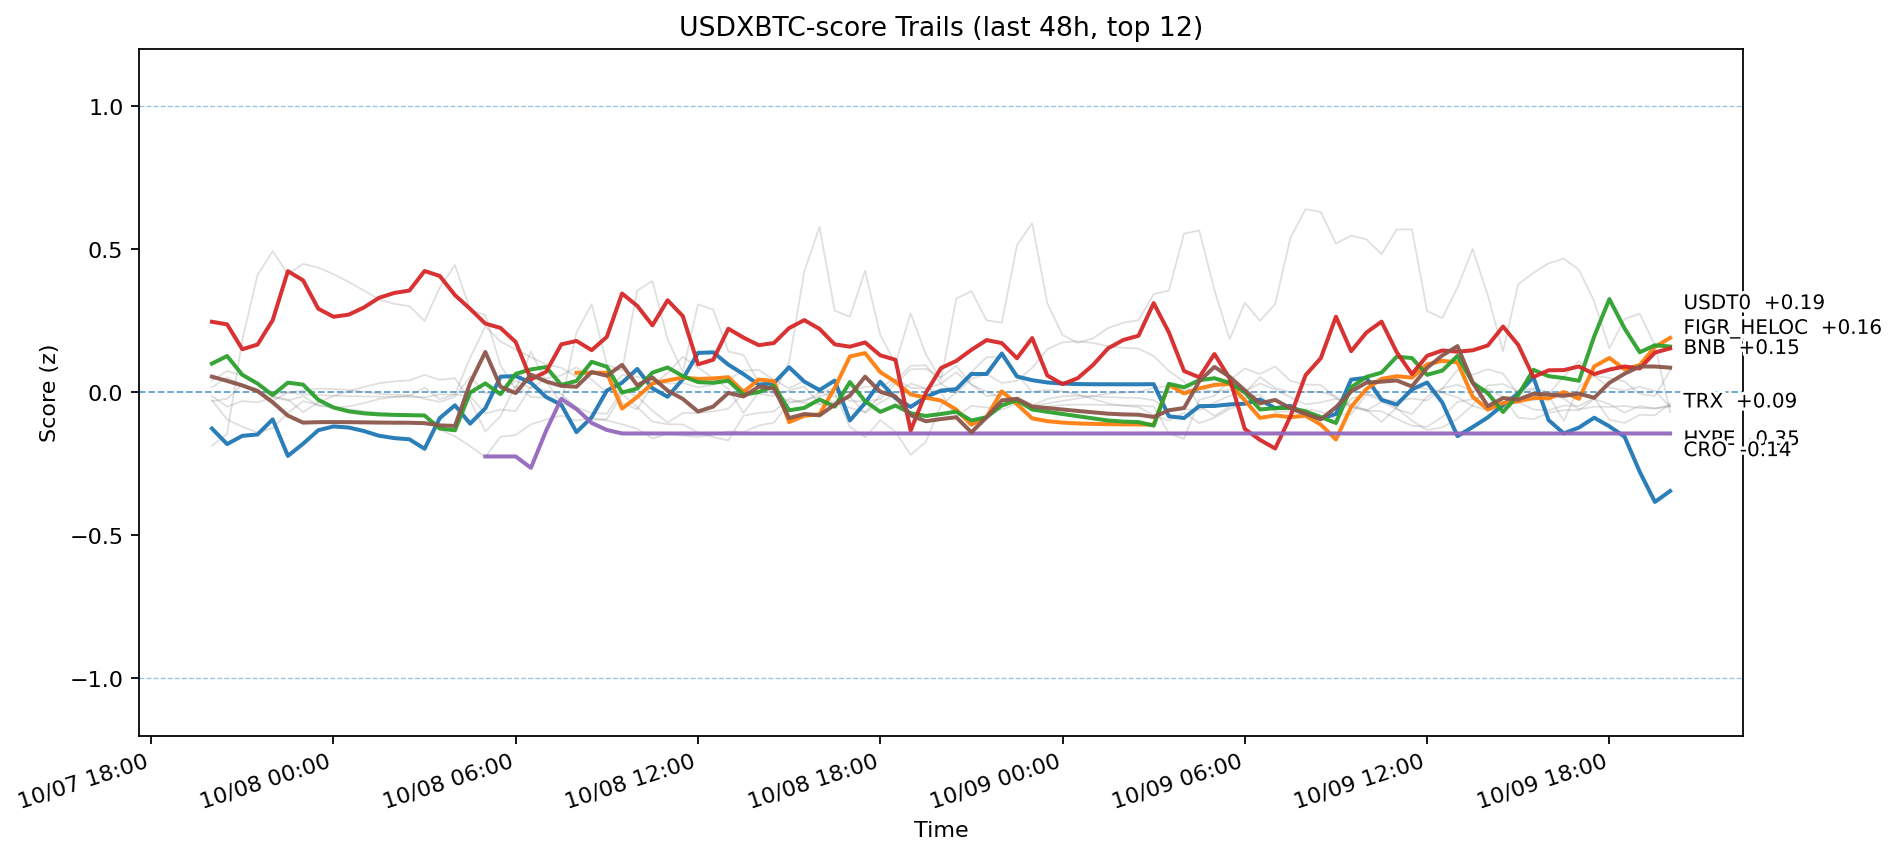 USDXBTC-score Trails (last 48h, top 12)
Score (z)
1.0
0.5
0.0
−0.5
−1.0
USDT0 +0.19
FIGR_HELOC +0.16
BNB +0.15
TRX +0.09
HYPE -0.35
CRO -0.14
10/07 18:00
10/08 00:00
10/08 06:00
10/08 12:00
10/08 18:00
10/09 00:00
10/09 06:00
10/09 12:00
10/09 18:00
Time